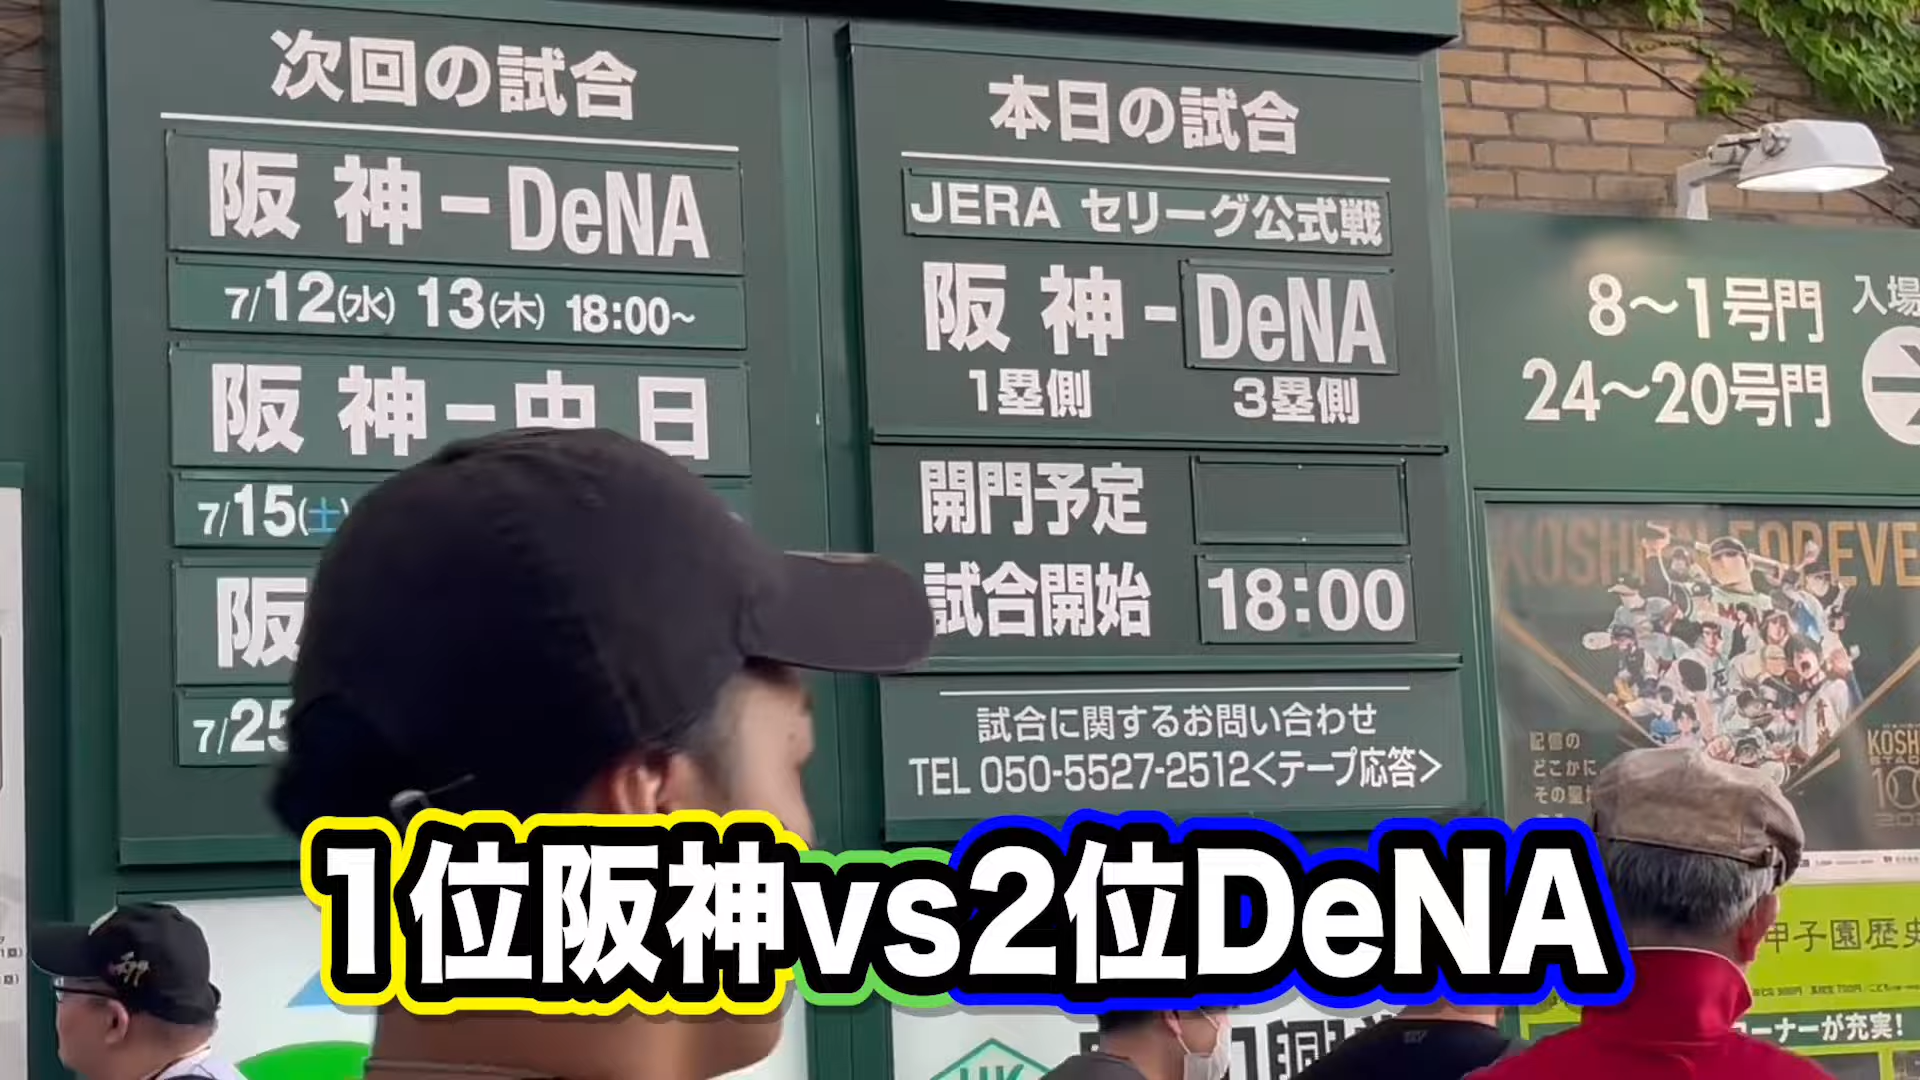 次回の試合
阪神-DeNA
7/12(水) 13(木) 18:00~
阪神-中日
7/15(土)
阪
7/25
本日の試合
JERA セリーグ公式戦
阪神-DeNA
1塁側 3塁側
開門予定
試合開始 18:00
試合に関するお問い合わせ
TEL 050-5527-2512<テープ応答>
8~1号門
24~20号門
入場
KOSHIEN FOREVE
記憶の
どこかに
その聖
KOSH
100
甲子園歴史
コーナーが充実!
1位阪神vs2位DeNA